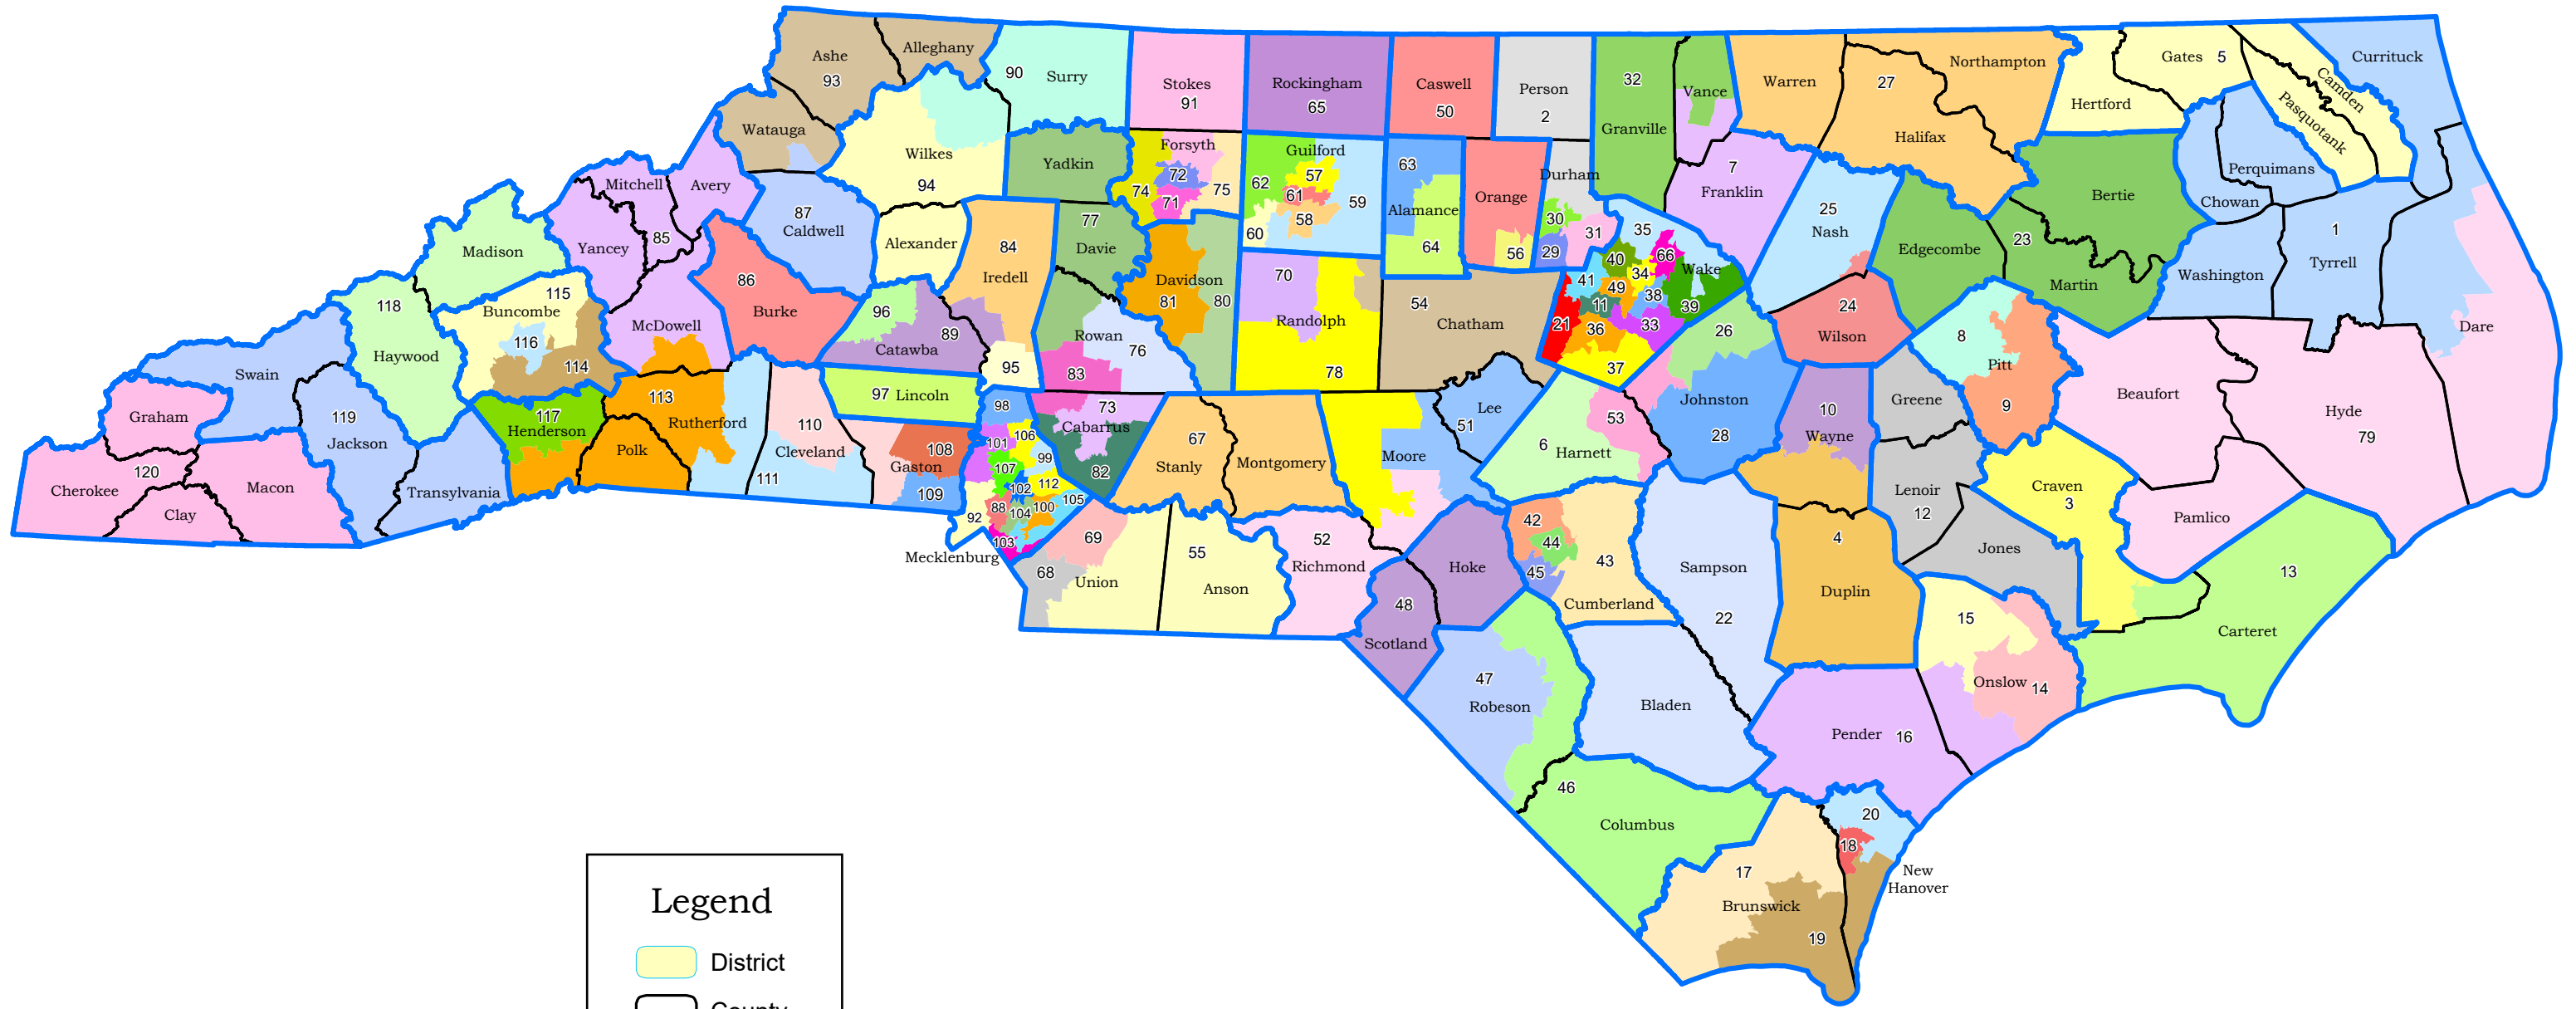 Ashe
93
Alleghany
90
Surry
Stokes
91
Rockingham
65
Caswell
50
Person
2
32
Granville
Vance
Warren
27
Northampton
Halifax
Gates
5
Hertford
Camden
Pasquotank
Currituck
Watauga
Wilkes
94
Yadkin
Forsyth
74
72
71
75
Guilford
62
57
61
58
60
59
63
Alamance
64
Orange
56
Durham
30
29
31
7
Franklin
25
Nash
Edgecombe
23
Martin
Bertie
Chowan
Perquimans
1
Tyrrell
Washington
Dare
Mitchell
Avery
Yancey
85
87
Caldwell
Alexander
84
Iredell
77
Davie
Davidson
81
80
70
Randolph
78
54
Chatham
35
40
66
Wake
41
34
49
38
39
11
21
36
33
37
26
24
Wilson
8
Pitt
9
Madison
118
Haywood
115
Buncombe
116
114
McDowell
86
Burke
96
89
Catawba
95
Rowan
76
83
Swain
Graham
119
Jackson
117
Henderson
113
Rutherford
Polk
97
Lincoln
110
Cleveland
111
108
Gaston
109
98
73
Cabarrus
82
101
106
99
107
102
112
105
88
104
100
92
103
Mecklenburg
67
Stanly
Montgomery
Moore
51
Lee
53
6
Harnett
Johnston
28
10
Wayne
Greene
Lenoir
12
Craven
3
Beaufort
Hyde
79
Pamlico
Jones
120
Cherokee
Macon
Clay
Transylvania
69
68
Union
55
Anson
52
Richmond
Hoke
48
Scotland
42
44
45
43
Cumberland
Sampson
22
4
Duplin
15
Onslow
14
13
Carteret
47
Robeson
Bladen
Pender
16
46
Columbus
20
18
17
Brunswick
19
New
Hanover
Legend
District
County